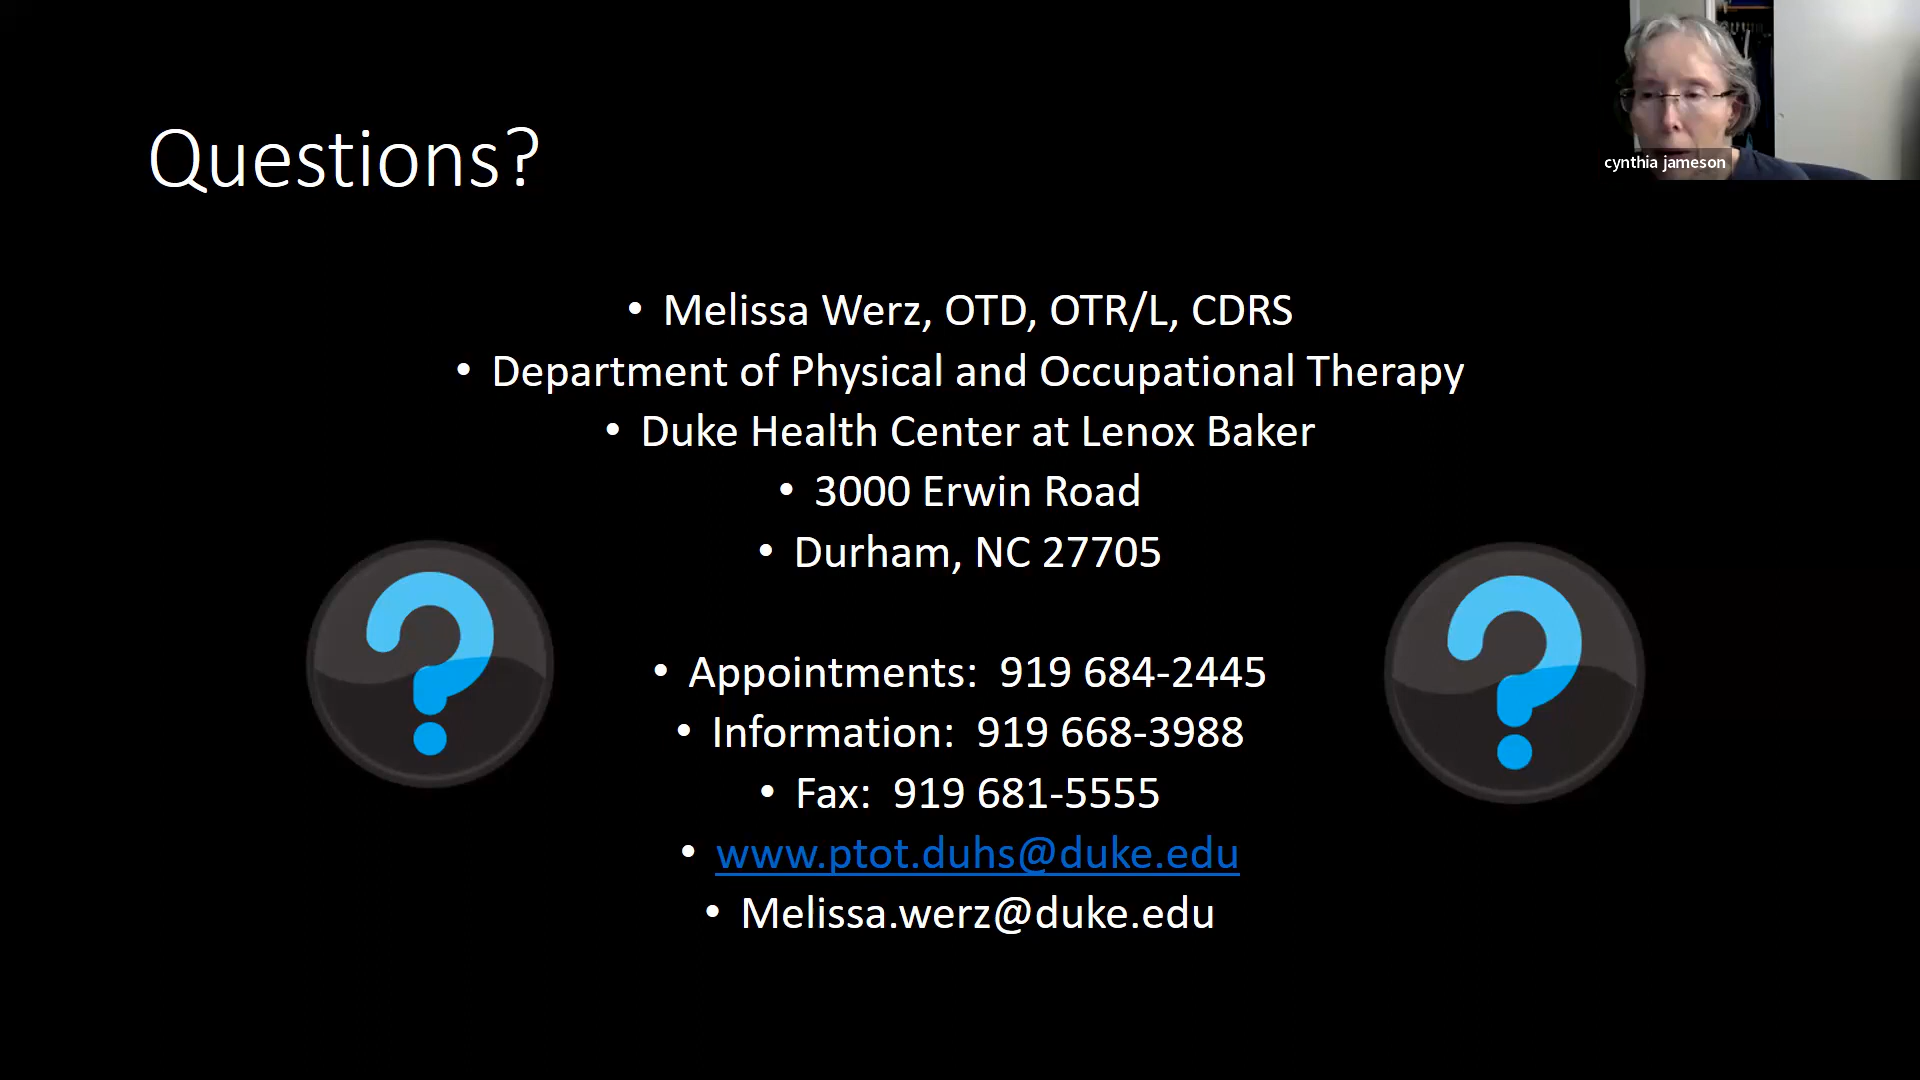 Questions?
cynthia jameson
• Melissa Werz, OTD, OTR/L, CDRS
• Department of Physical and Occupational Therapy
• Duke Health Center at Lenox Baker
• 3000 Erwin Road
• Durham, NC 27705
• Appointments:  919 684-2445
• Information:  919 668-3988
• Fax:  919 681-5555
• www.ptot.duhs@duke.edu
• Melissa.werz@duke.edu